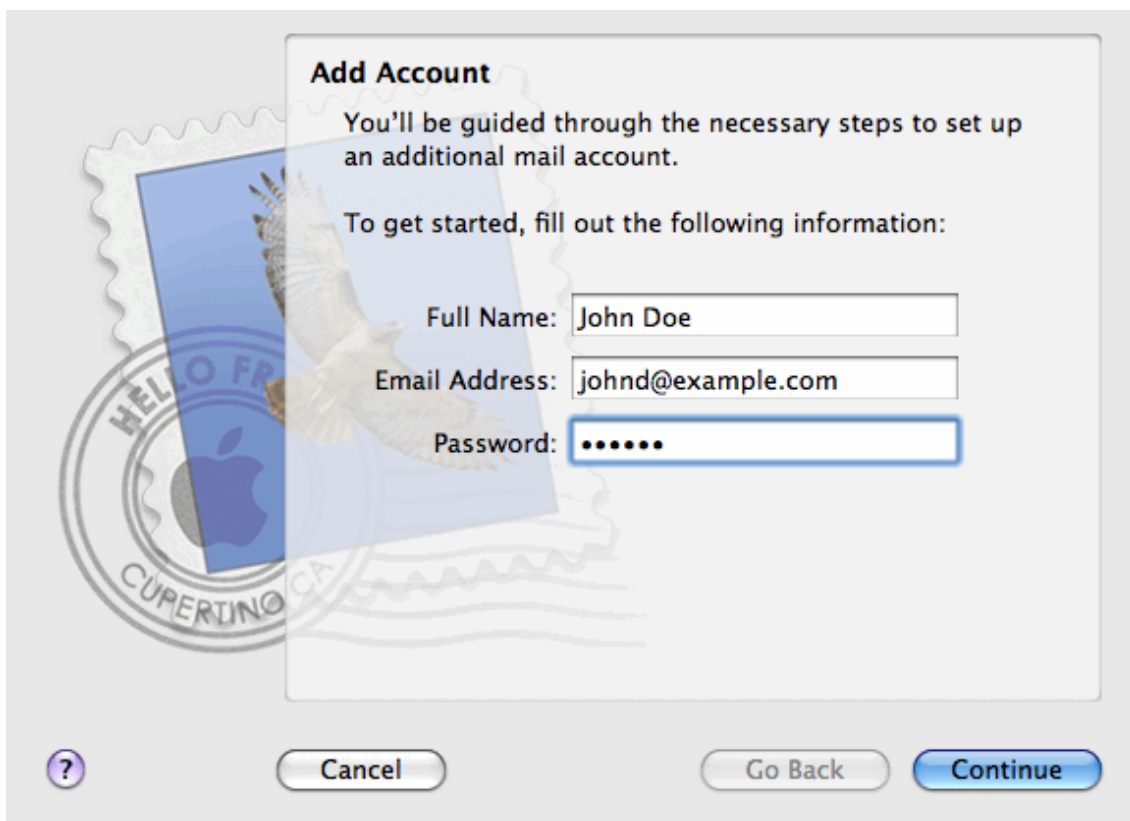 Add Account
You'll be guided through the necessary steps to set up
an additional mail account.
To get started, fill out the following information:
Full Name: John Doe
Email Address: johnd@example.com
Password: ••••••
HELLO FR
CUPERTINO CA
? Cancel Go Back Continue